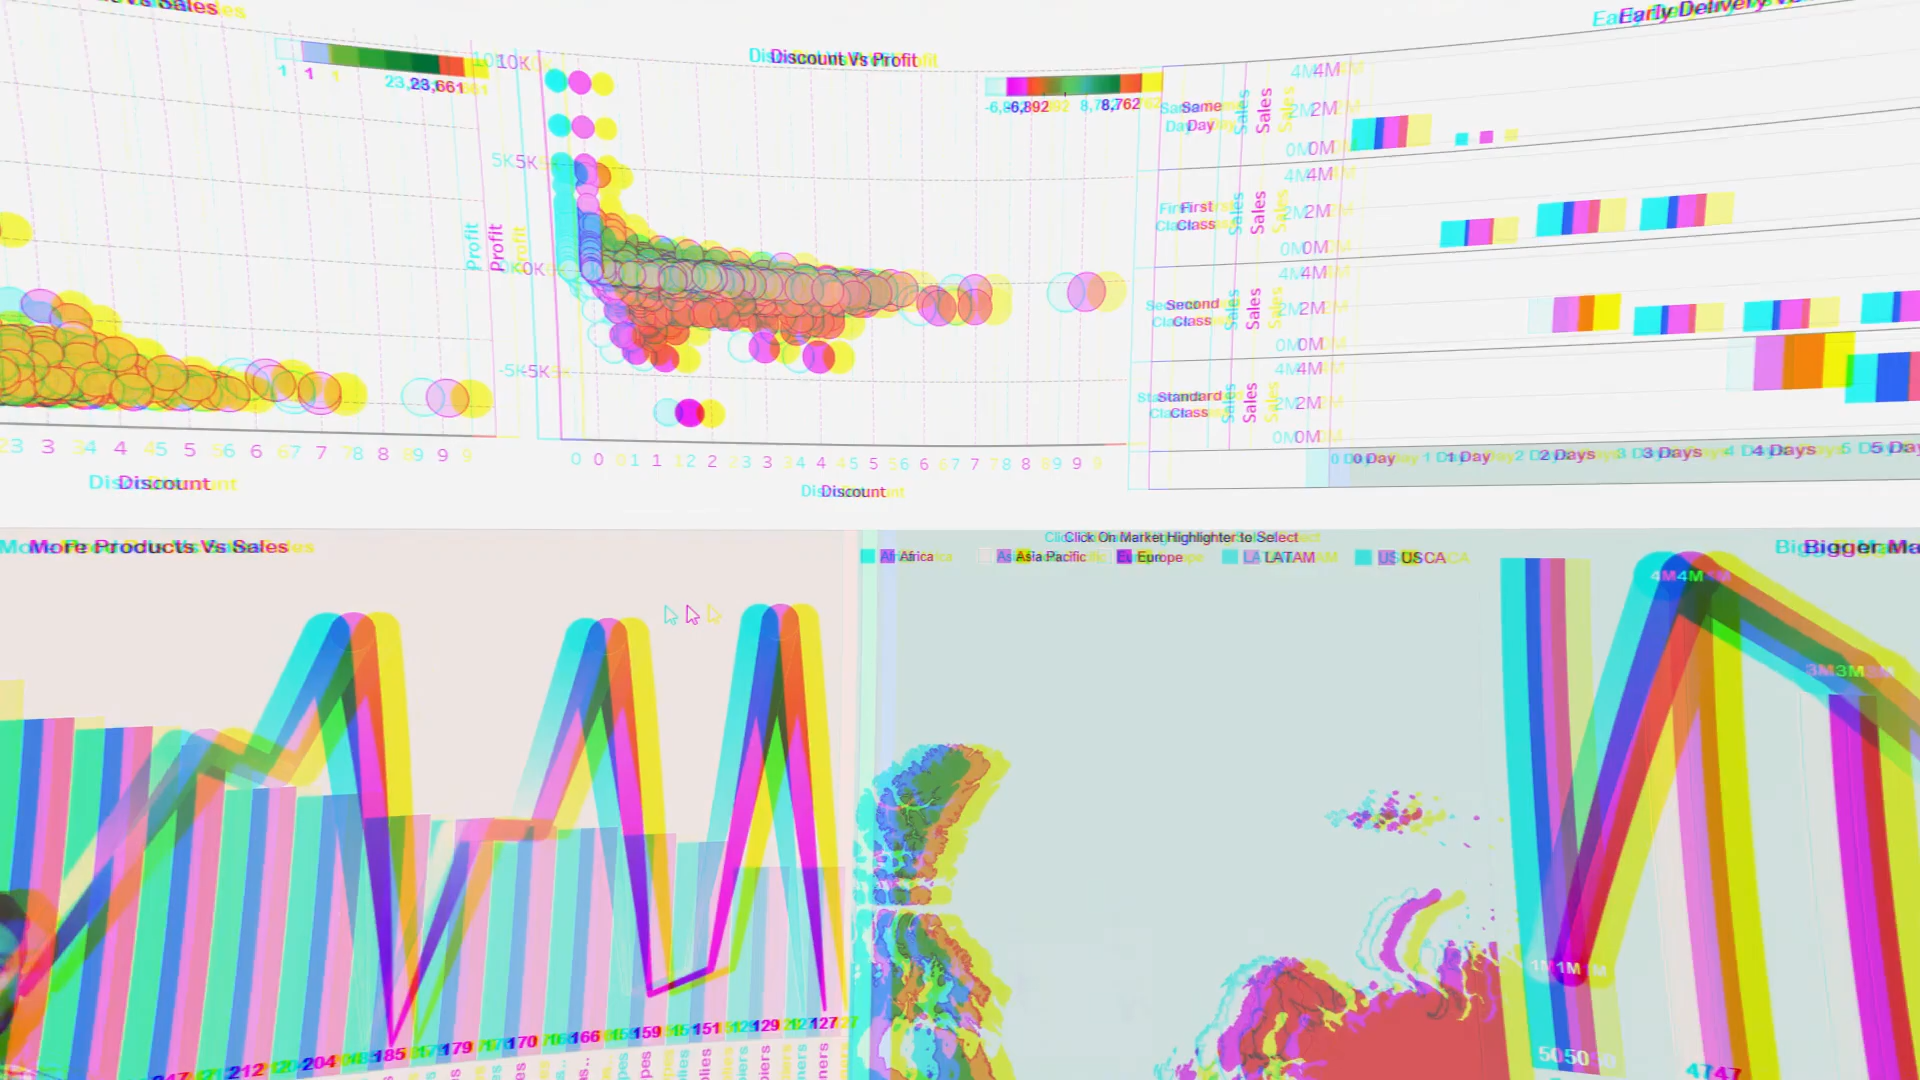 Vs Sales
1 23,661
3 4 5 6 7 8 9
Discount
Discount Vs Profit
-6,892 8,762
10K
5K
0K
-5K
Profit
0 1 2 3 4 5 6 7 8 9
Discount
Early Delivery
Same Day
Sales
4M
2M
0M
First Class
Sales
4M
2M
0M
Second Class
Sales
4M
2M
0M
Standard Class
Sales
4M
2M
0M
0 Day 1 Day 2 Days 3 Days 4 Days 5 Days
More Products Vs Sales
212 204 185 179 170 166 159 151 129 127
Click On Market Highlighter to Select
Africa Asia Pacific Europe LATAM USCA
Bigger
4M
3M
1M
50
47